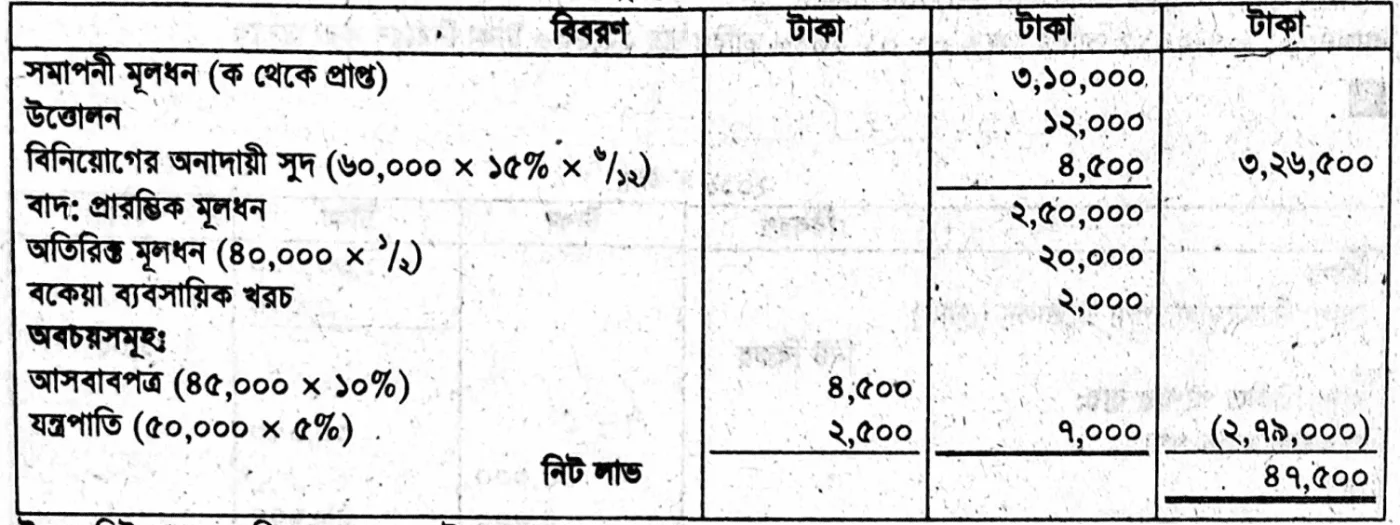 বিবরণ টাকা টাকা টাকা
সমাপনী মূলধন (ক থেকে প্রাপ্ত) ৩,১০,০০০
উত্তোলন ১২,০০০
বিনিয়োগের অনাদায়ী সুদ (৬০,০০০ × ১৫% × ৬/১২) ৪,৫০০ ৩,২৬,৫০০
বাদ: প্রারম্ভিক মূলধন ২,৫০,০০০
অতিরিক্ত মূলধন (৪০,০০০ × ১/২) ২০,০০০
বকেয়া ব্যবসায়িক খরচ ২,০০০
অবচয়সমূহ:
আসবাবপত্র (৪৫,০০০ × ১০%) ৪,৫০০
যন্ত্রপাতি (৫০,০০০ × ৫%) ২,৫০০ ৭,০০০ (২,৭৯,০০০)
নিট লাভ ৪৭,৫০০